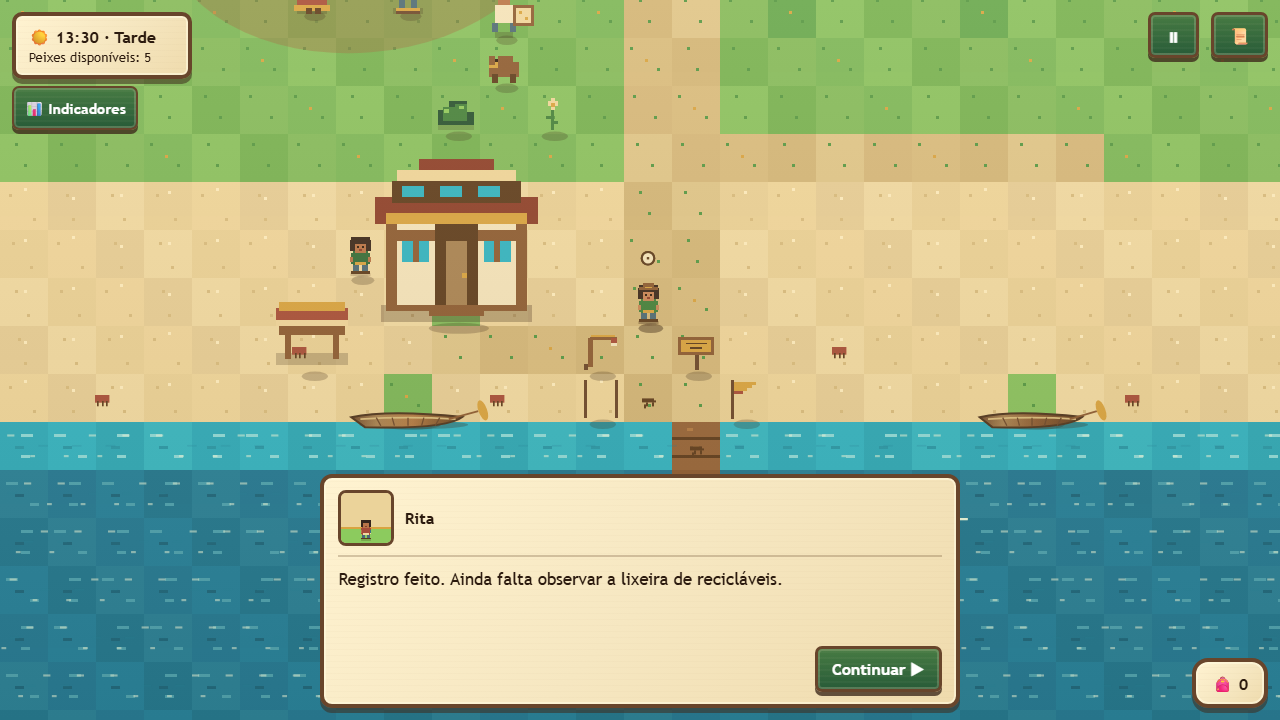 13:30 · Tarde
Peixes disponíveis: 5
Indicadores
Rita
Registro feito. Ainda falta observar a lixeira de recicláveis.
Continuar ▶
0